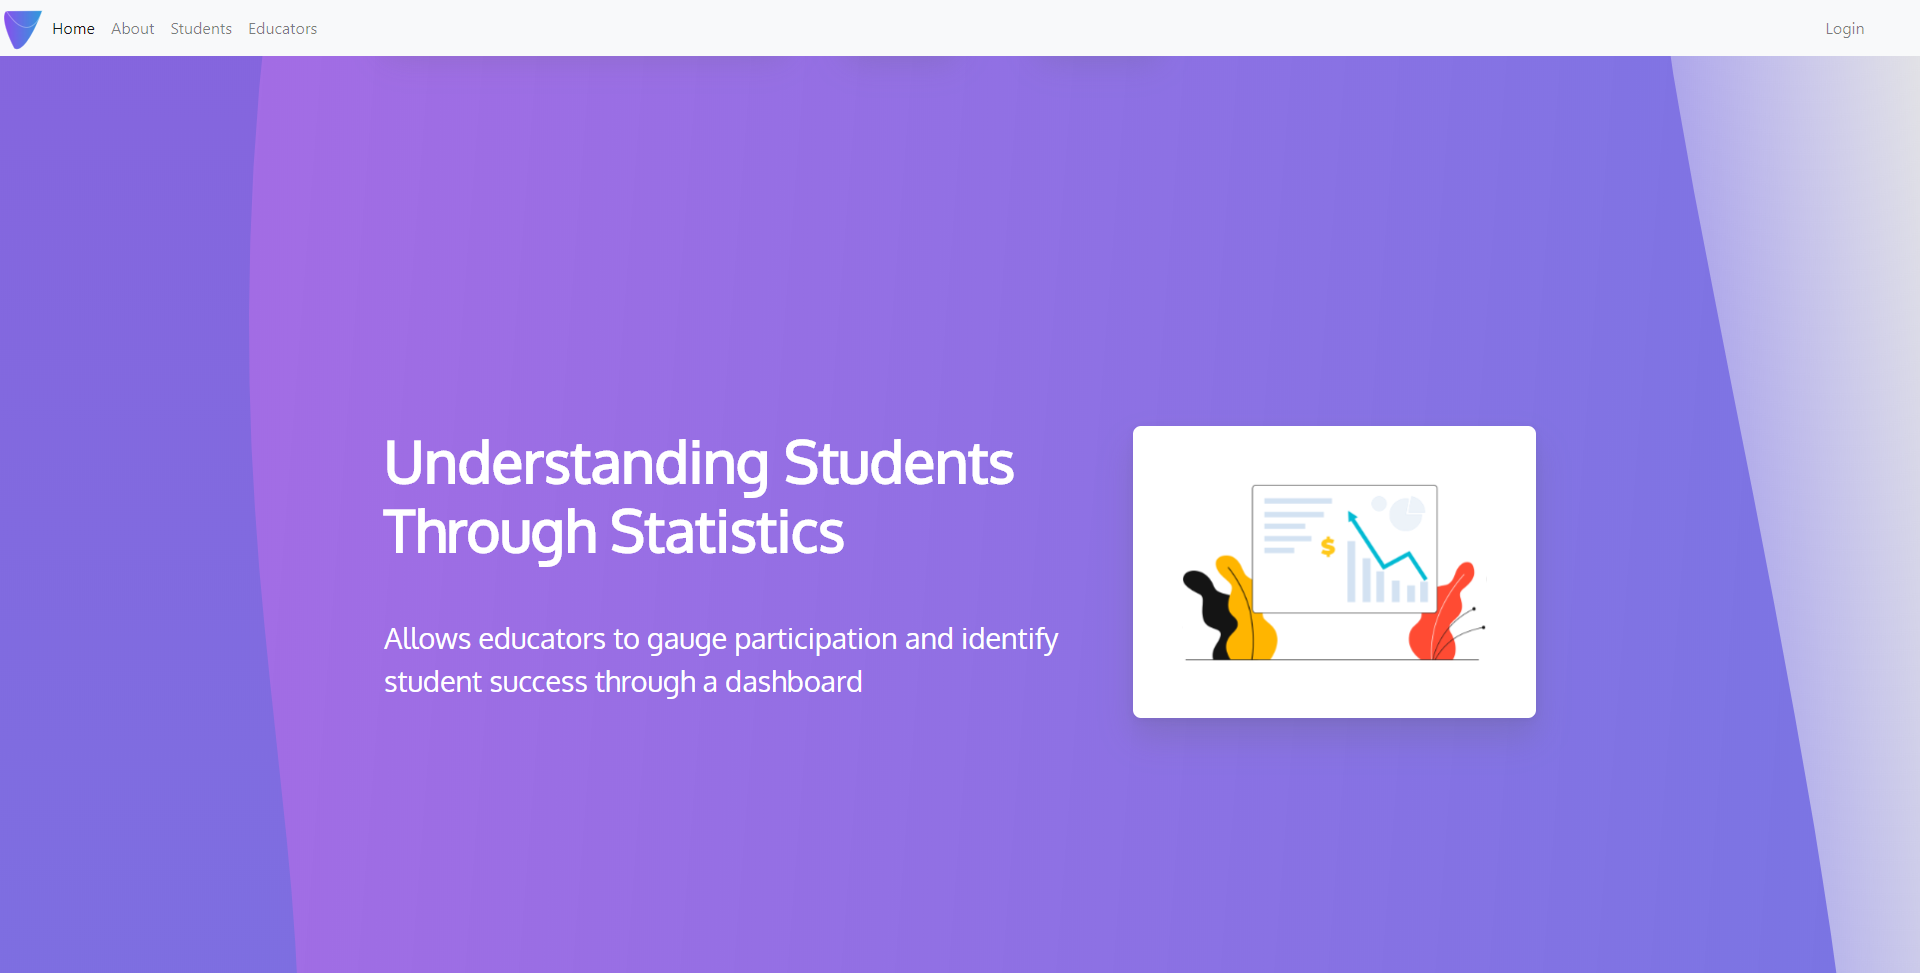 Home About Students Educators Login
Understanding Students
Through Statistics
$
Allows educators to gauge participation and identify
student success through a dashboard